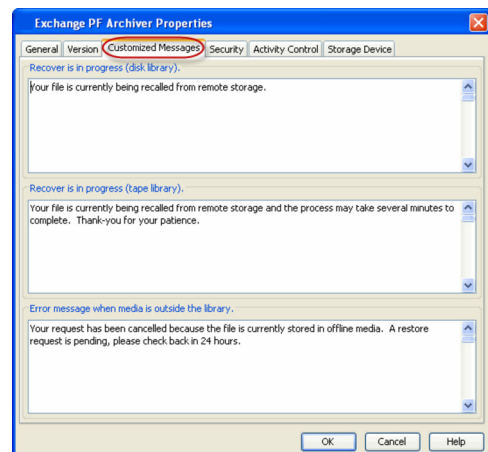 Exchange PF Archiver Properties
General Version Customized Messages Security Activity Control Storage Device
Recover is in progress (disk library).
Your file is currently being recalled from remote storage.
Recover is in progress (tape library).
Your file is currently being recalled from remote storage and the process may take several minutes to
complete. Thank-you for your patience.
Error message when media is outside the library.
Your request has been cancelled because the file is currently stored in offline media. A restore
request is pending, please check back in 24 hours.
OK Cancel Help